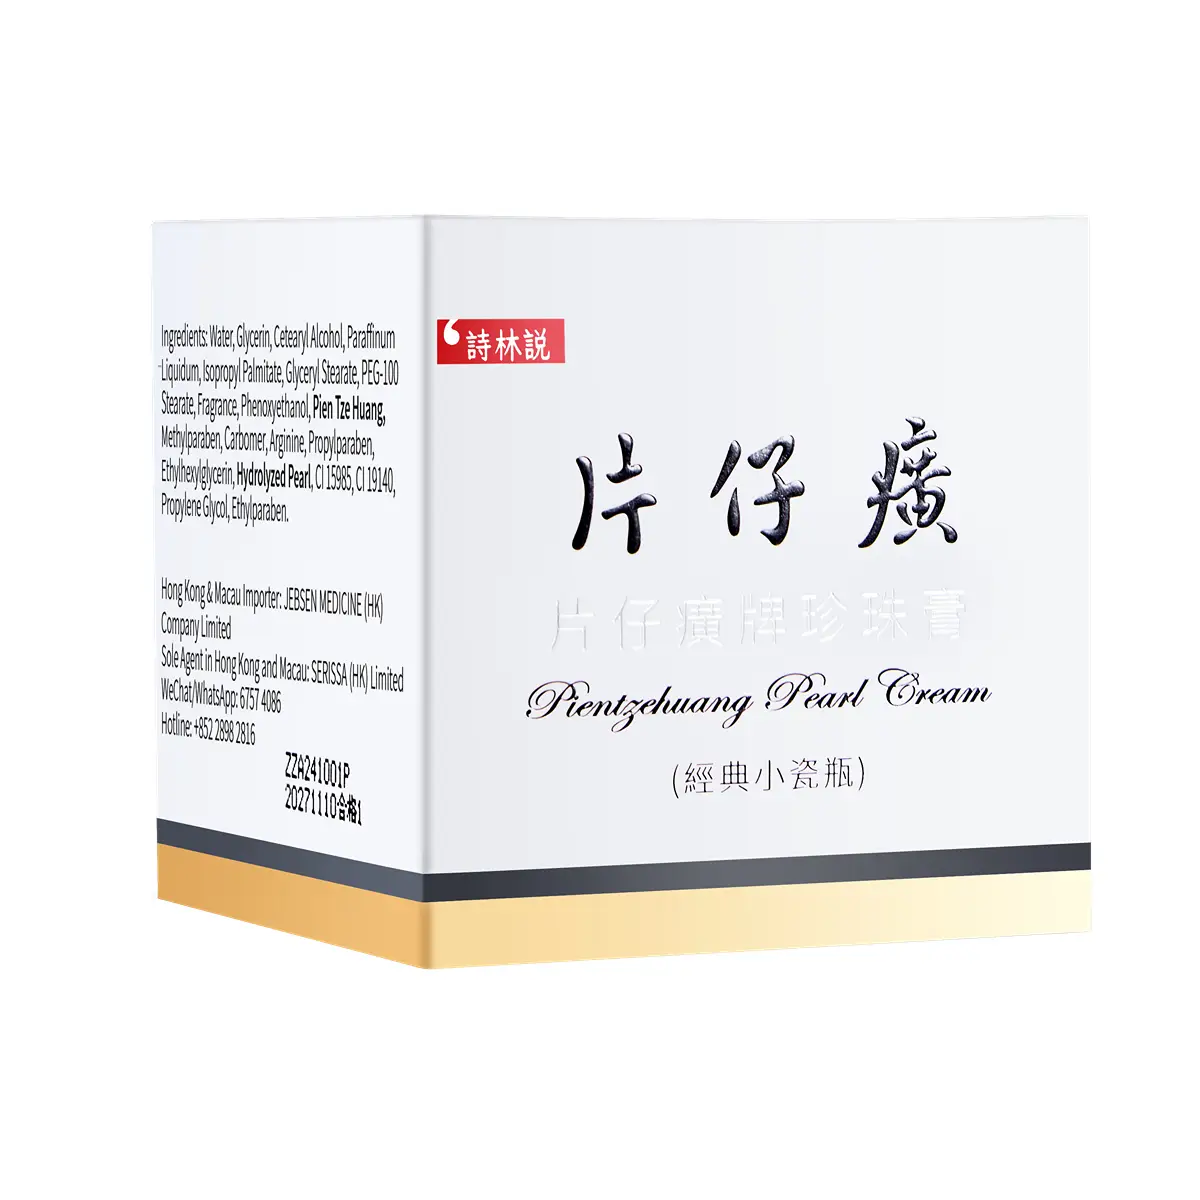 Ingredients: Water, Glycerin, Cetearyl Alcohol, Paraffinum
Liquidum, Isopropyl Palmitate, Glyceryl Stearate, PEG-100
Stearate, Fragrance, Phenoxyethanol, Pien Tze Huang,
Methylparaben, Carbomer, Arginine, Propylparaben,
Ethylhexylglycerin, Hydrolyzed Pearl, CI 15985, CI 19140,
Propylene Glycol, Ethylparaben.
Hong Kong & Macau Importer: JEBSEN MEDICINE (HK)
Company Limited
Sole Agent in Hong Kong and Macau: SERISSA (HK) Limited
WeChat/WhatsApp: 6757 4086
Hotline: +852 2898 2816
ZZA241001P
20271110合格1
詩林説
片仔癀
片仔癀牌珍珠膏
Pientzehuang Pearl Cream
(經典小瓷瓶)